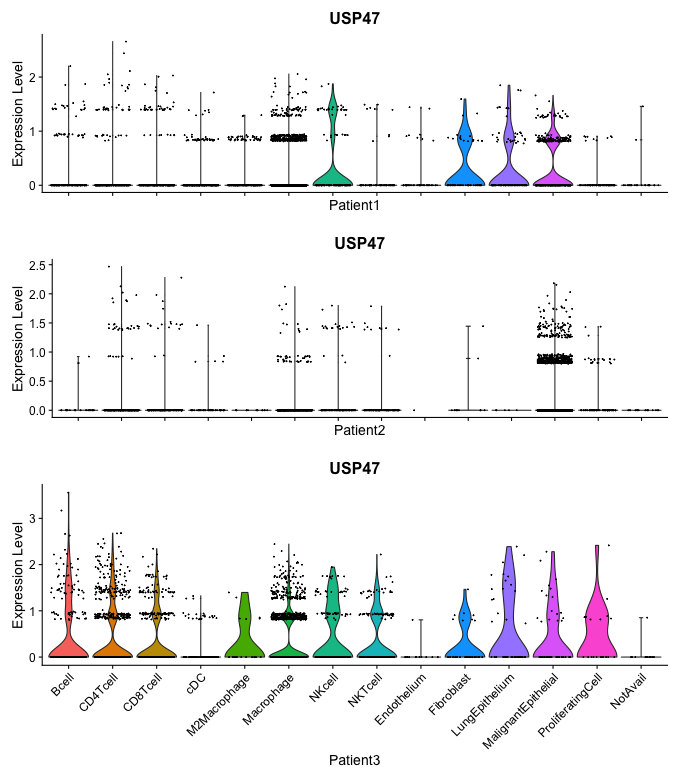 USP47
Expression Level
2
1
0
Patient1
USP47
Expression Level
2.5
2.0
1.5
1.0
0.5
0.0
Patient2
USP47
Expression Level
3
2
1
0
Bcell
CD4Tcell
CD8Tcell
cDC
M2Macrophage
Macrophage
NKcell
NKTcell
Endothelium
Fibroblast
LungEpithelium
MalignantEpithelial
ProliferatingCell
NotAvail
Patient3